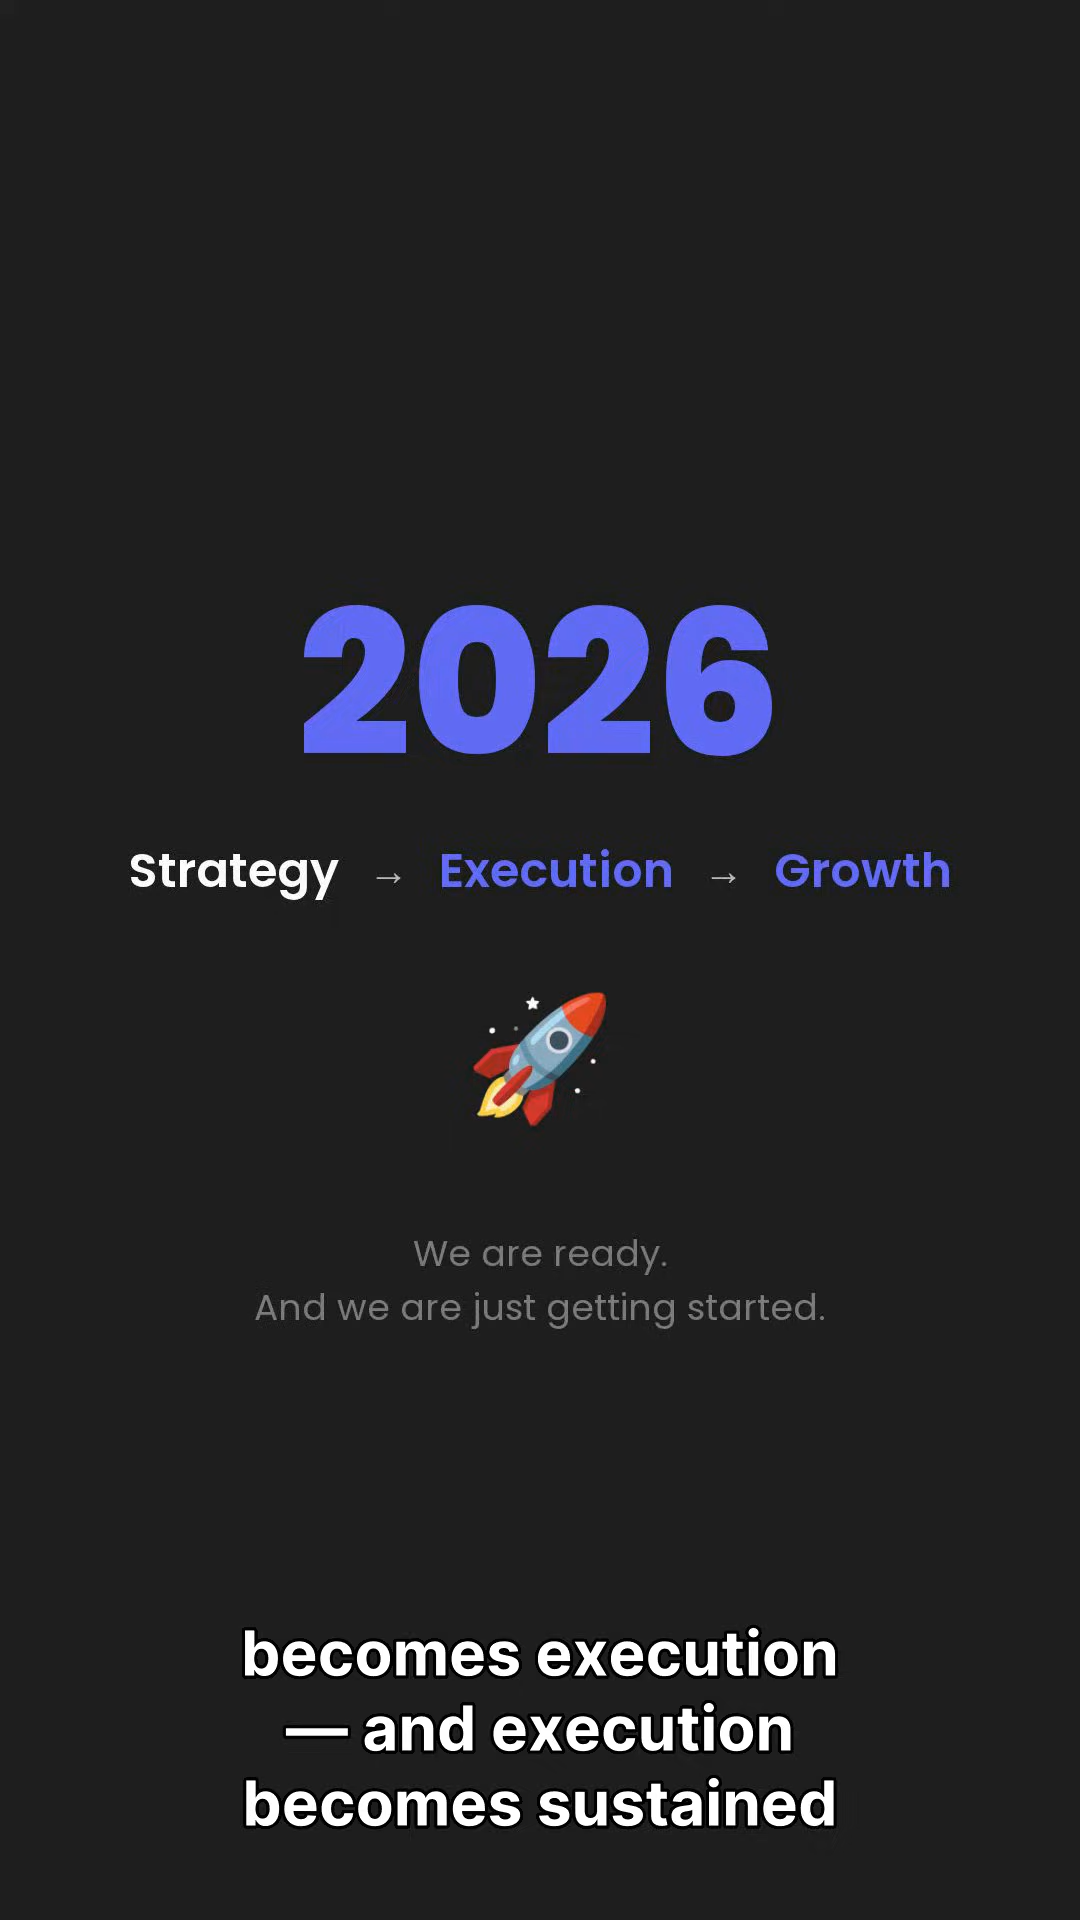 2026
Strategy → Execution → Growth
We are ready.
And we are just getting started.
becomes execution
— and execution
becomes sustained